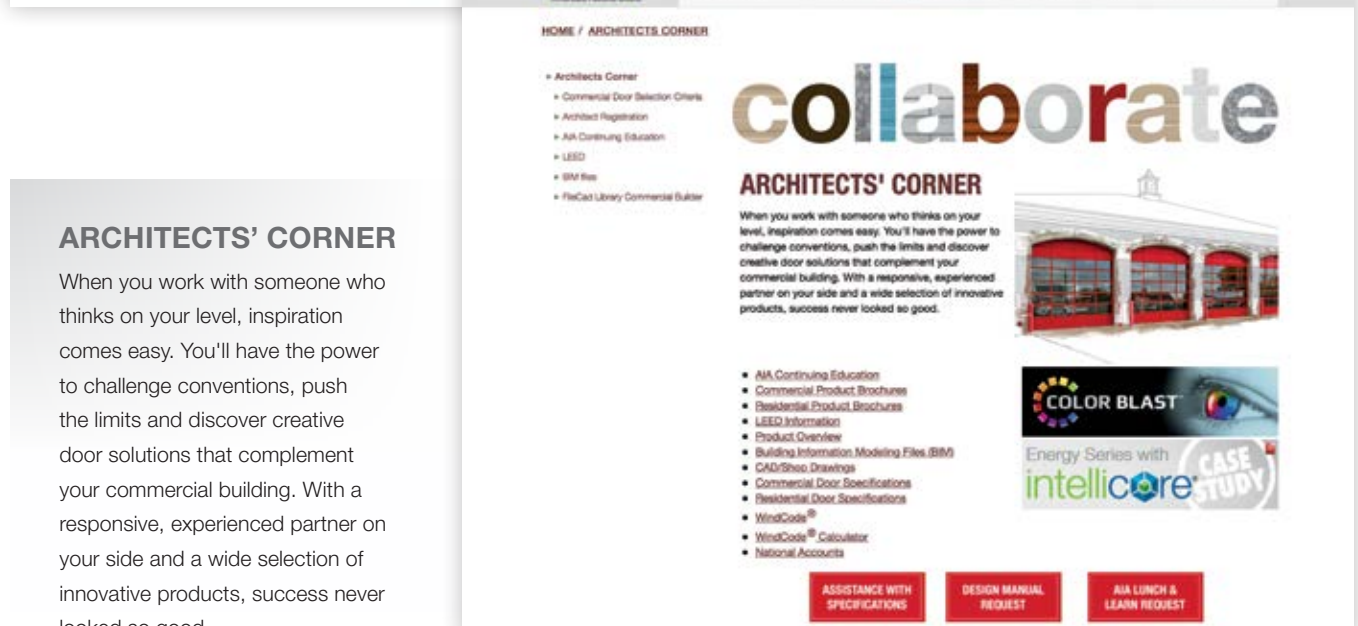 HOME / ARCHITECTS CORNER
Architects Corner
Commercial Door Selection Criteria
Architect Registration
AIA Continuing Education
LEED
BIM files
FileCad Library Commercial Builder
collaborate
ARCHITECTS' CORNER
When you work with someone who thinks on your
level, inspiration comes easy. You'll have the power to
challenge conventions, push the limits and discover
creative door solutions that complement your
commercial building. With a responsive, experienced
partner on your side and a wide selection of innovative
products, success never looked so good.
AIA Continuing Education
Commercial Product Brochures
Residential Product Brochures
LEED Information
Product Overview
Building Information Modeling Files (BIM)
CAD/Shop Drawings
Commercial Door Specifications
Residential Door Specifications
WindCode®
WindCode® Calculator
National Accounts
COLOR BLAST
Energy Series with
intellicore
CASE
STUDY
ASSISTANCE WITH
SPECIFICATIONS
DESIGN MANUAL
REQUEST
AIA LUNCH &
LEARN REQUEST
ARCHITECTS’ CORNER
When you work with someone who
thinks on your level, inspiration
comes easy. You'll have the power
to challenge conventions, push
the limits and discover creative
door solutions that complement
your commercial building. With a
responsive, experienced partner on
your side and a wide selection of
innovative products, success never
looked so good